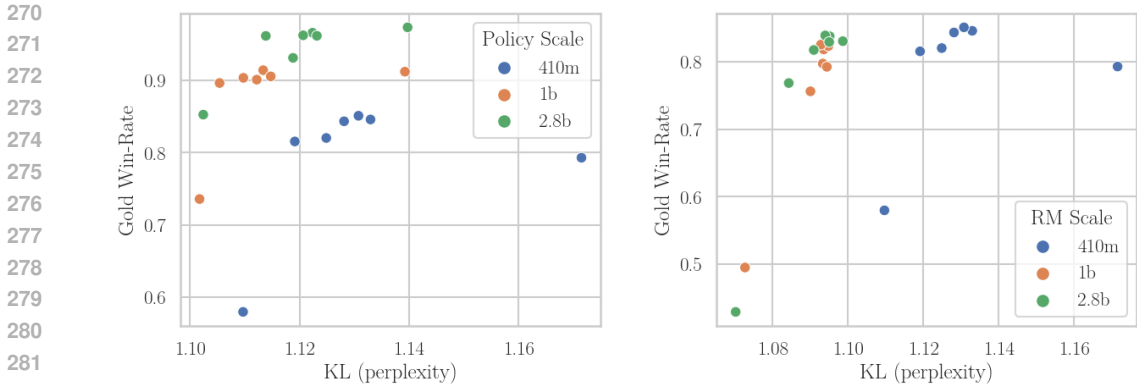 270
271
272
273
274
275
276
277
278
279
280
281
Gold Win-Rate
0.9
0.8
0.7
0.6
Policy Scale
410m
1b
2.8b
1.10
1.12
1.14
1.16
KL (perplexity)
Gold Win-Rate
0.8
0.7
0.6
0.5
RM Scale
410m
1b
2.8b
1.08
1.10
1.12
1.14
1.16
KL (perplexity)